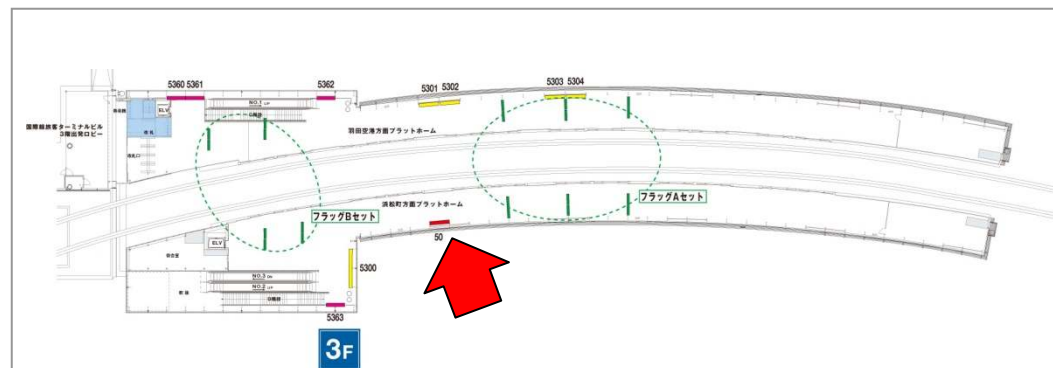 5360 5361
5362
5301 5302
5303 5304
ELV
NO.1 UP
国際線旅客ターミナルビル
3階出発ロビー
羽田空港方面プラットホーム
浜松町方面プラットホーム
フラッグBセット
フラッグAセット
50
ELV
5300
NO.3 DN
NO.2 UP
5363
3F